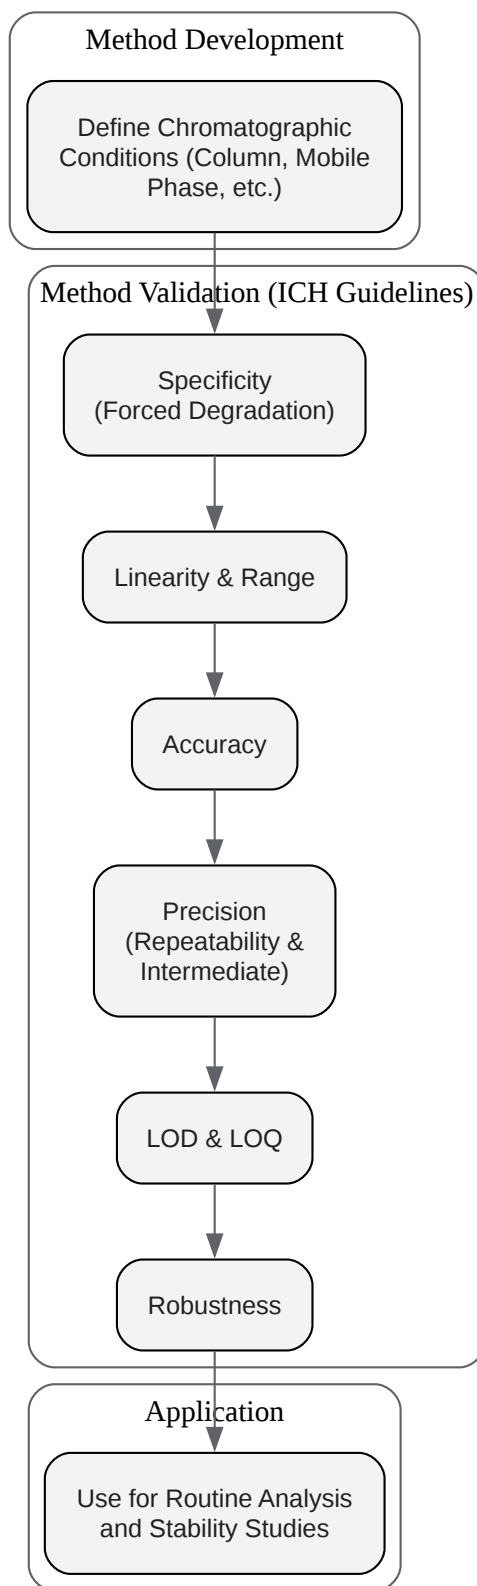 Method Development
Define Chromatographic
Conditions (Column, Mobile
Phase, etc.)
Method Validation (ICH Guidelines)
Specificity
(Forced Degradation)
Linearity & Range
Accuracy
Precision
(Repeatability &
Intermediate)
LOD & LOQ
Robustness
Application
Use for Routine Analysis
and Stability Studies